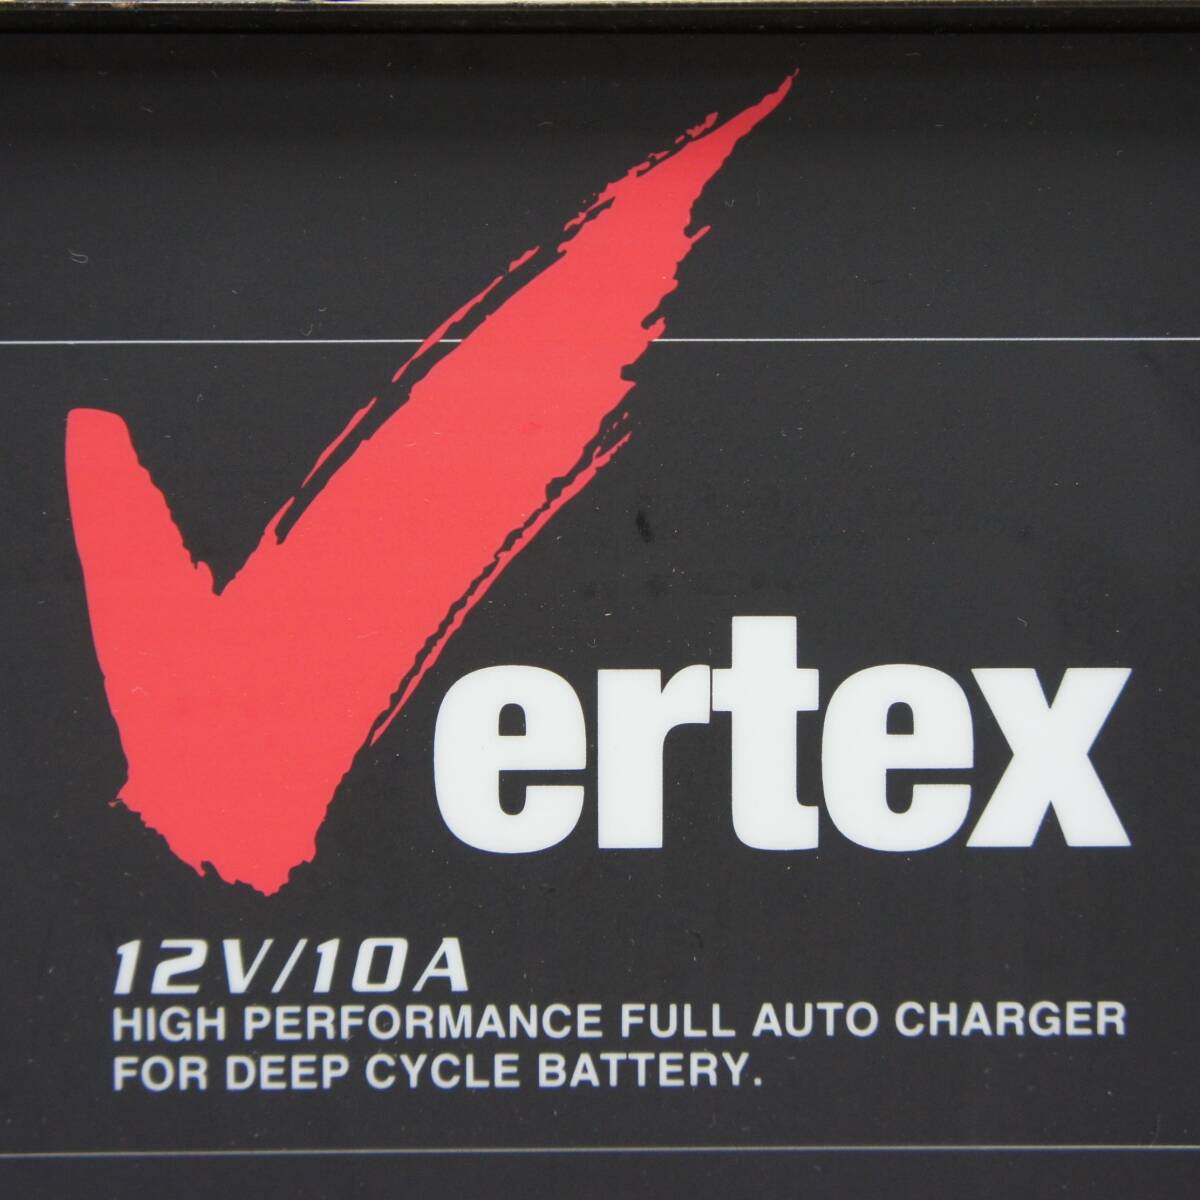 Vertex
12V/10A
HIGH PERFORMANCE FULL AUTO CHARGER
FOR DEEP CYCLE BATTERY.